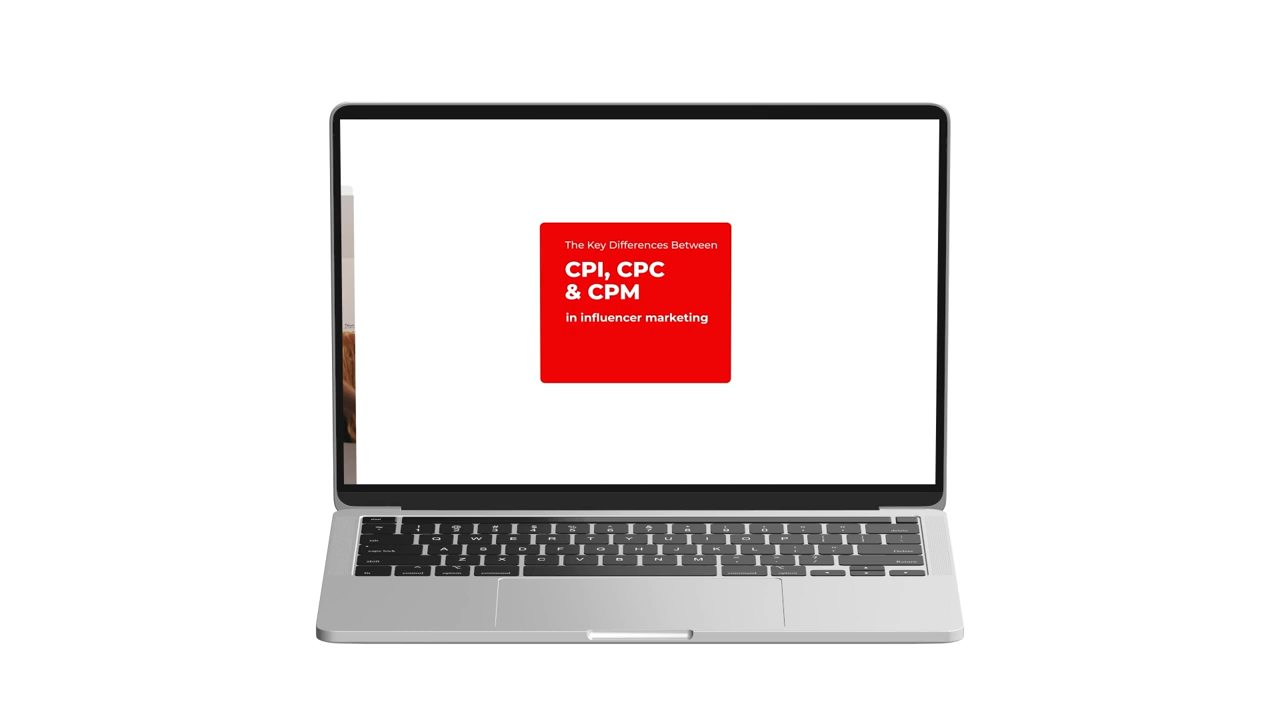 The Key Differences Between
CPI, CPC
& CPM
in influencer marketing